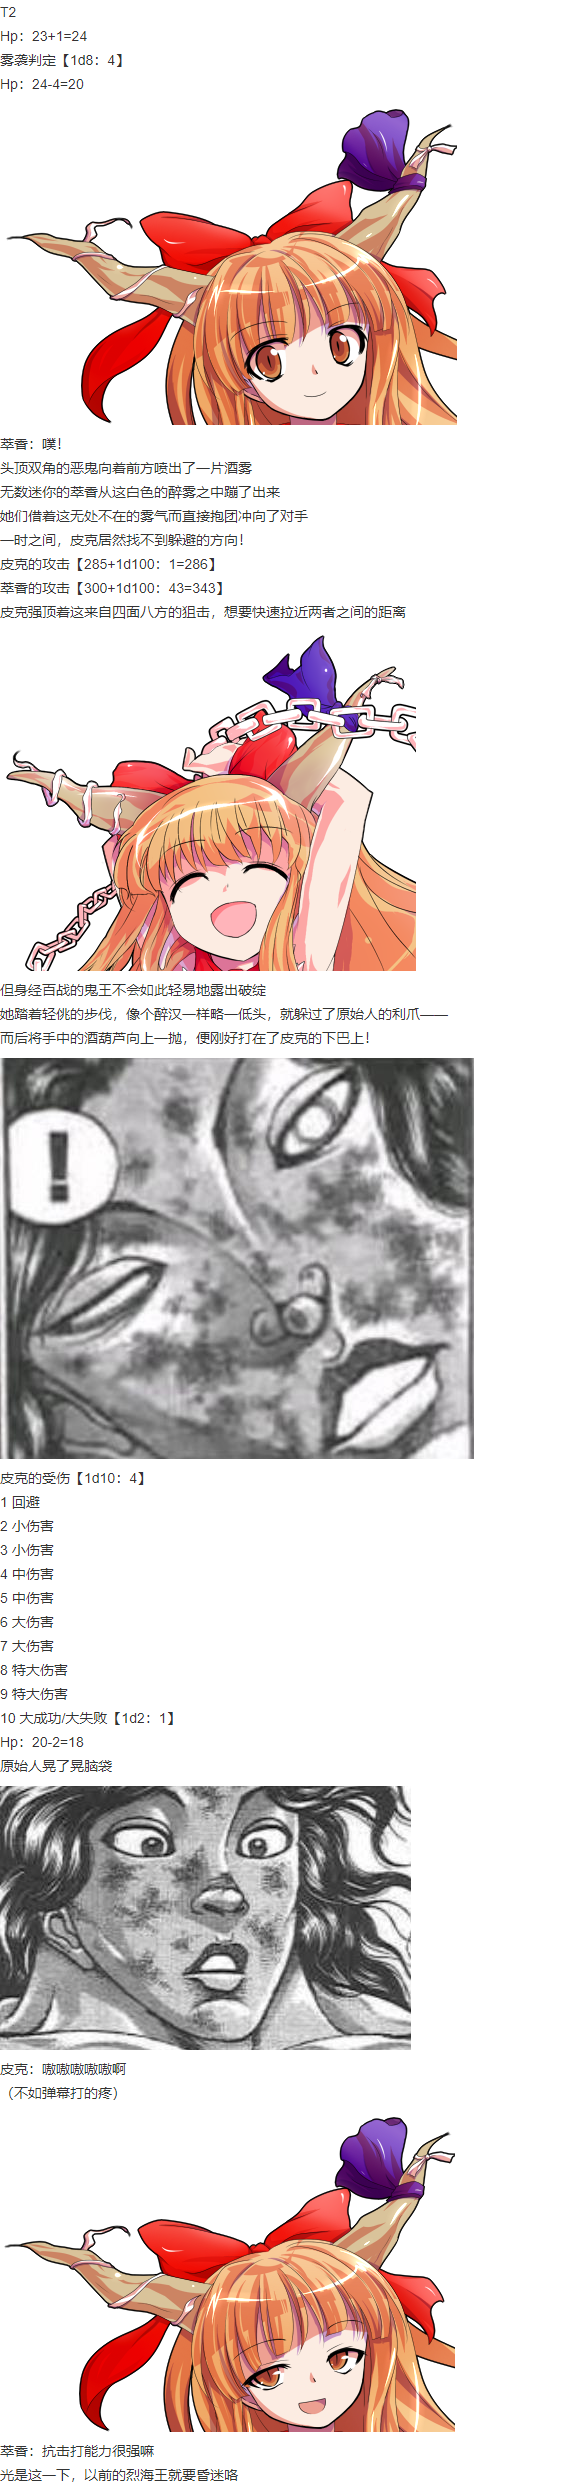 T2
Hp：23+1=24
雾袭判定【1d8：4】
Hp：24-4=20
萃香：噗！
头顶双角的恶鬼向着前方喷出了一片酒雾
无数迷你的萃香从这白色的醉雾之中蹦了出来
她们借着这无处不在的雾气而直接抱团冲向了对手
一时之间，皮克居然找不到躲避的方向！
皮克的攻击【285+1d100：1=286】
萃香的攻击【300+1d100：43=343】
皮克强顶着这来自四面八方的狙击，想要快速拉近两者之间的距离
但身经百战的鬼王不会如此轻易地露出破绽
她踏着轻佻的步伐，像个醉汉一样略一低头，就躲过了原始人的利爪——
而后将手中的酒葫芦向上一抛，便刚好打在了皮克的下巴上！
!
皮克的受伤【1d10：4】
1 回避
2 小伤害
3 小伤害
4 中伤害
5 中伤害
6 大伤害
7 大伤害
8 特大伤害
9 特大伤害
10 大成功/大失败【1d2：1】
Hp：20-2=18
原始人晃了晃脑袋
皮克：嗷嗷嗷嗷嗷啊
（不如弹幕打的疼）
萃香：抗击打能力很强嘛
光是这一下，以前的烈海王就要昏迷咯